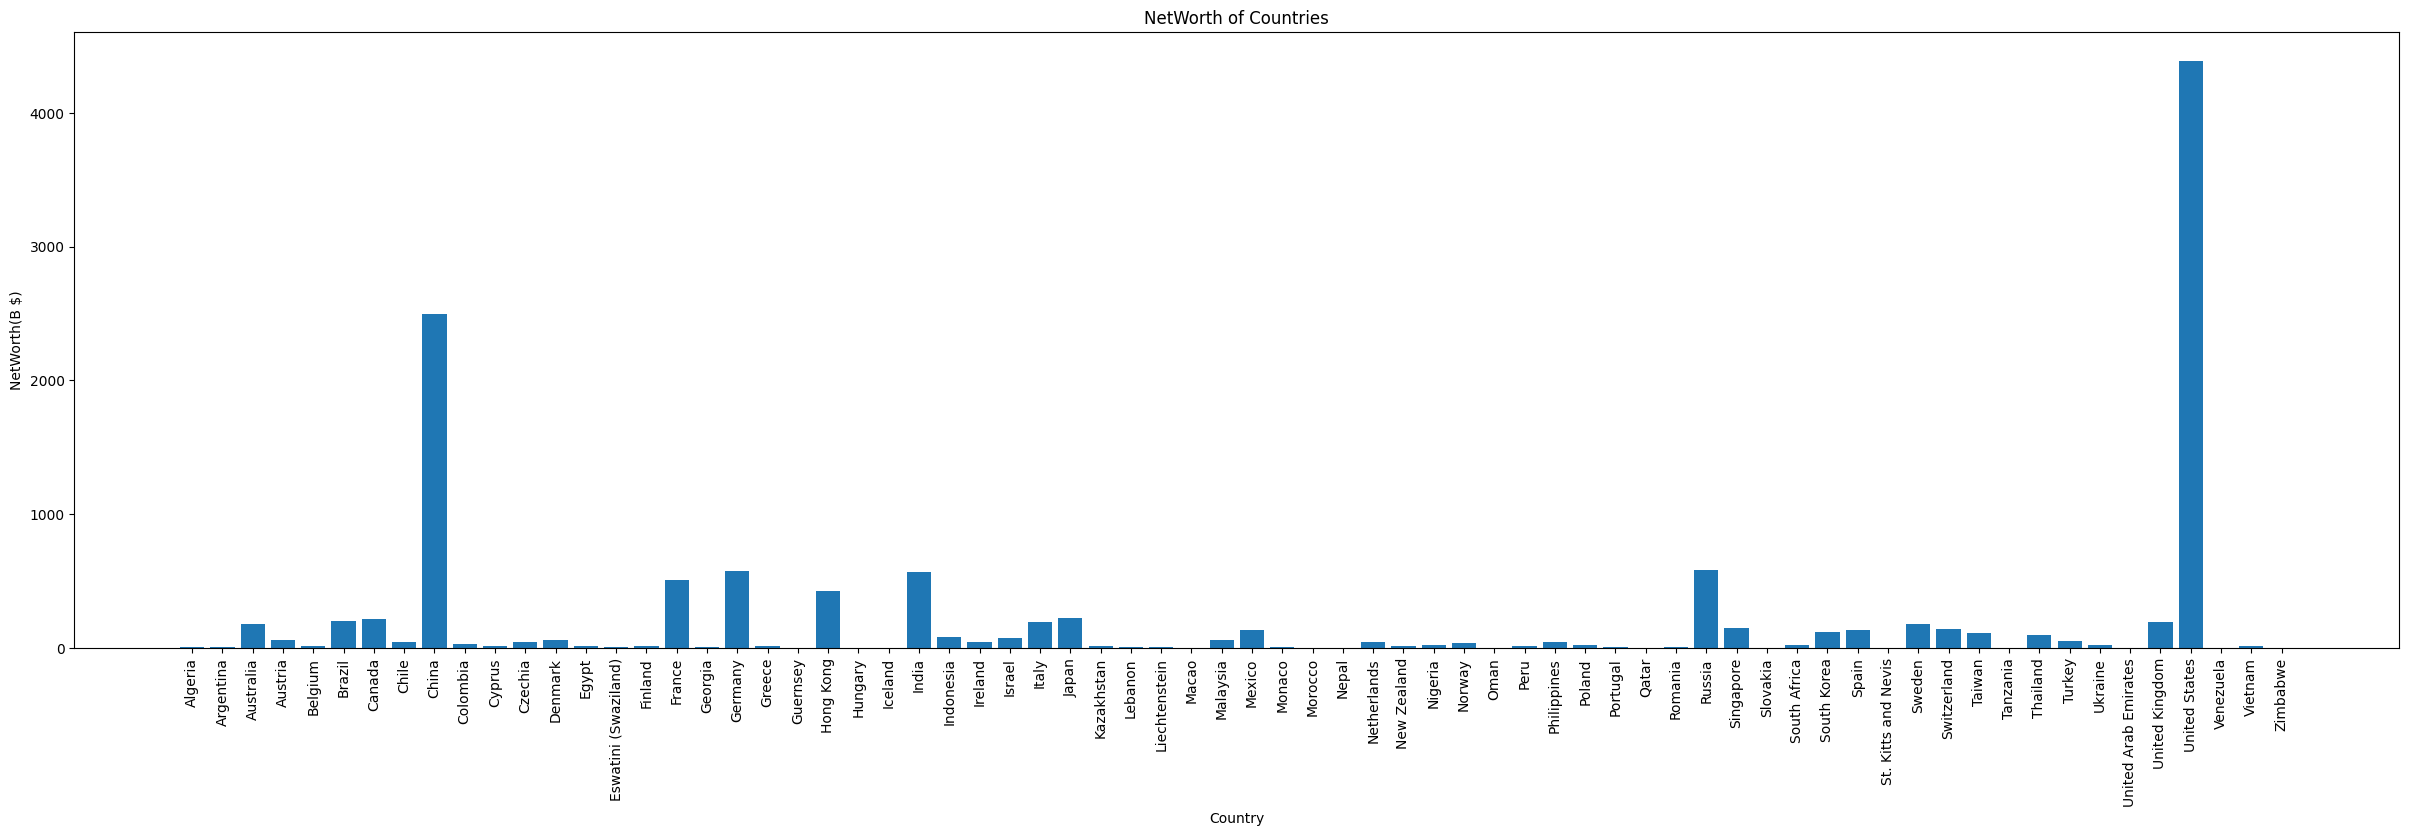 NetWorth of Countries
NetWorth(B $)
4000
3000
2000
1000
0
Algeria
Argentina
Australia
Austria
Belgium
Brazil
Canada
Chile
China
Colombia
Cyprus
Czechia
Denmark
Egypt
Eswatini (Swaziland)
Finland
France
Georgia
Germany
Greece
Guernsey
Hong Kong
Hungary
Iceland
India
Indonesia
Ireland
Israel
Italy
Japan
Kazakhstan
Lebanon
Liechtenstein
Macao
Malaysia
Mexico
Monaco
Morocco
Nepal
Netherlands
New Zealand
Nigeria
Norway
Oman
Peru
Philippines
Poland
Portugal
Qatar
Romania
Russia
Singapore
Slovakia
South Africa
South Korea
Spain
St. Kitts and Nevis
Sweden
Switzerland
Taiwan
Tanzania
Thailand
Turkey
Ukraine
United Arab Emirates
United Kingdom
United States
Venezuela
Vietnam
Zimbabwe
Country